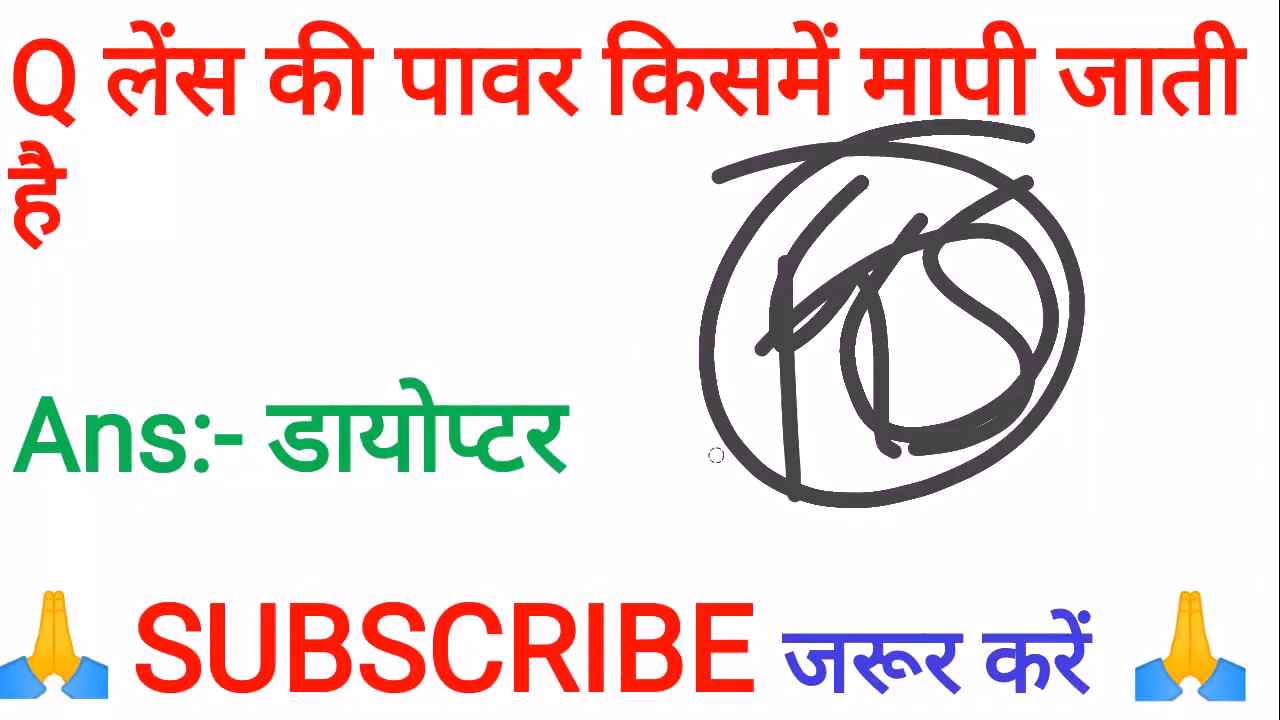 Q लेंस की पावर किसमें मापी जाती
है
Ans:- डायोप्टर
🙏 SUBSCRIBE जरूर करें 🙏